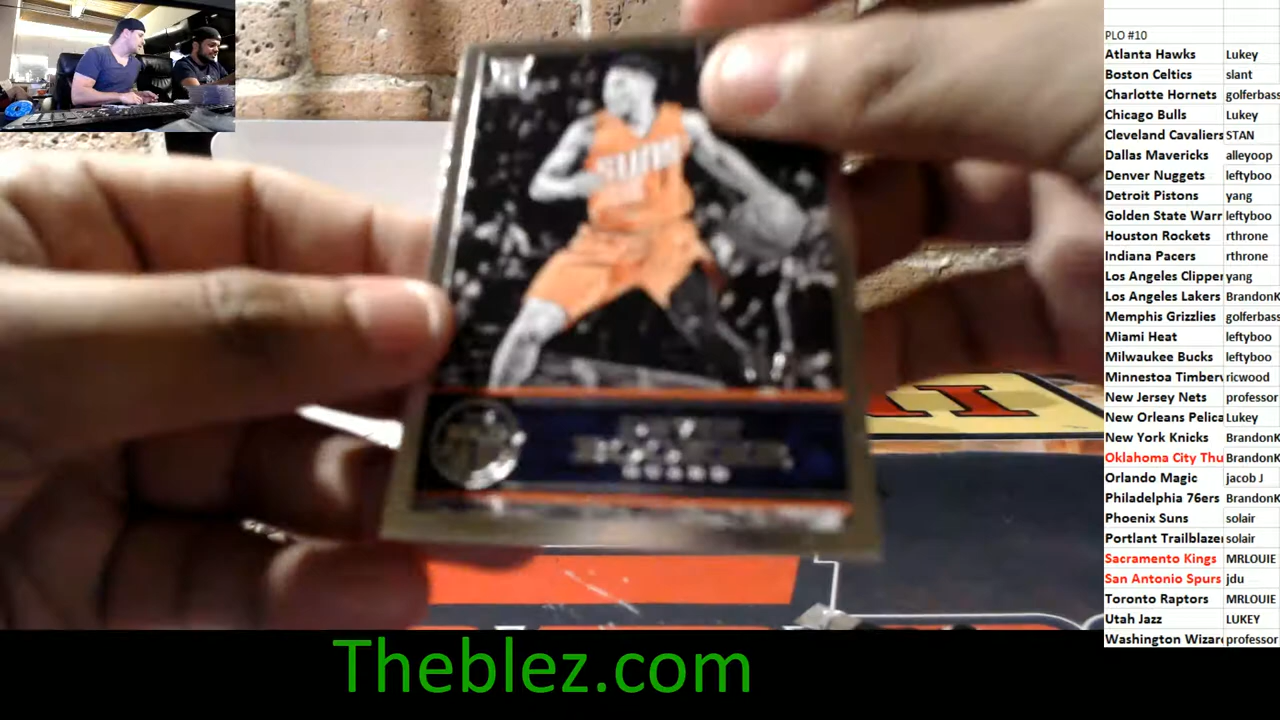 SUNS
GUARD
PLO #10
Atlanta Hawks Lukey
Boston Celtics slant
Charlotte Hornets golferbass
Chicago Bulls Lukey
Cleveland Cavaliers STAN
Dallas Mavericks alleyoop
Denver Nuggets leftyboo
Detroit Pistons yang
Golden State Warr leftyboo
Houston Rockets rthrone
Indiana Pacers rthrone
Los Angeles Clipper yang
Los Angeles Lakers BrandonK
Memphis Grizzlies golferbass
Miami Heat leftyboo
Milwaukee Bucks leftyboo
Minnestoa Timberv ricwood
New Jersey Nets professor
New Orleans Pelica Lukey
New York Knicks BrandonK
Oklahoma City Thu BrandonK
Orlando Magic jacob J
Philadelphia 76ers BrandonK
Phoenix Suns solair
Portlant Trailblazer solair
Sacramento Kings MRLOUIE
San Antonio Spurs jdu
Toronto Raptors MRLOUIE
Utah Jazz LUKEY
Washington Wizard professor
Theblez.com